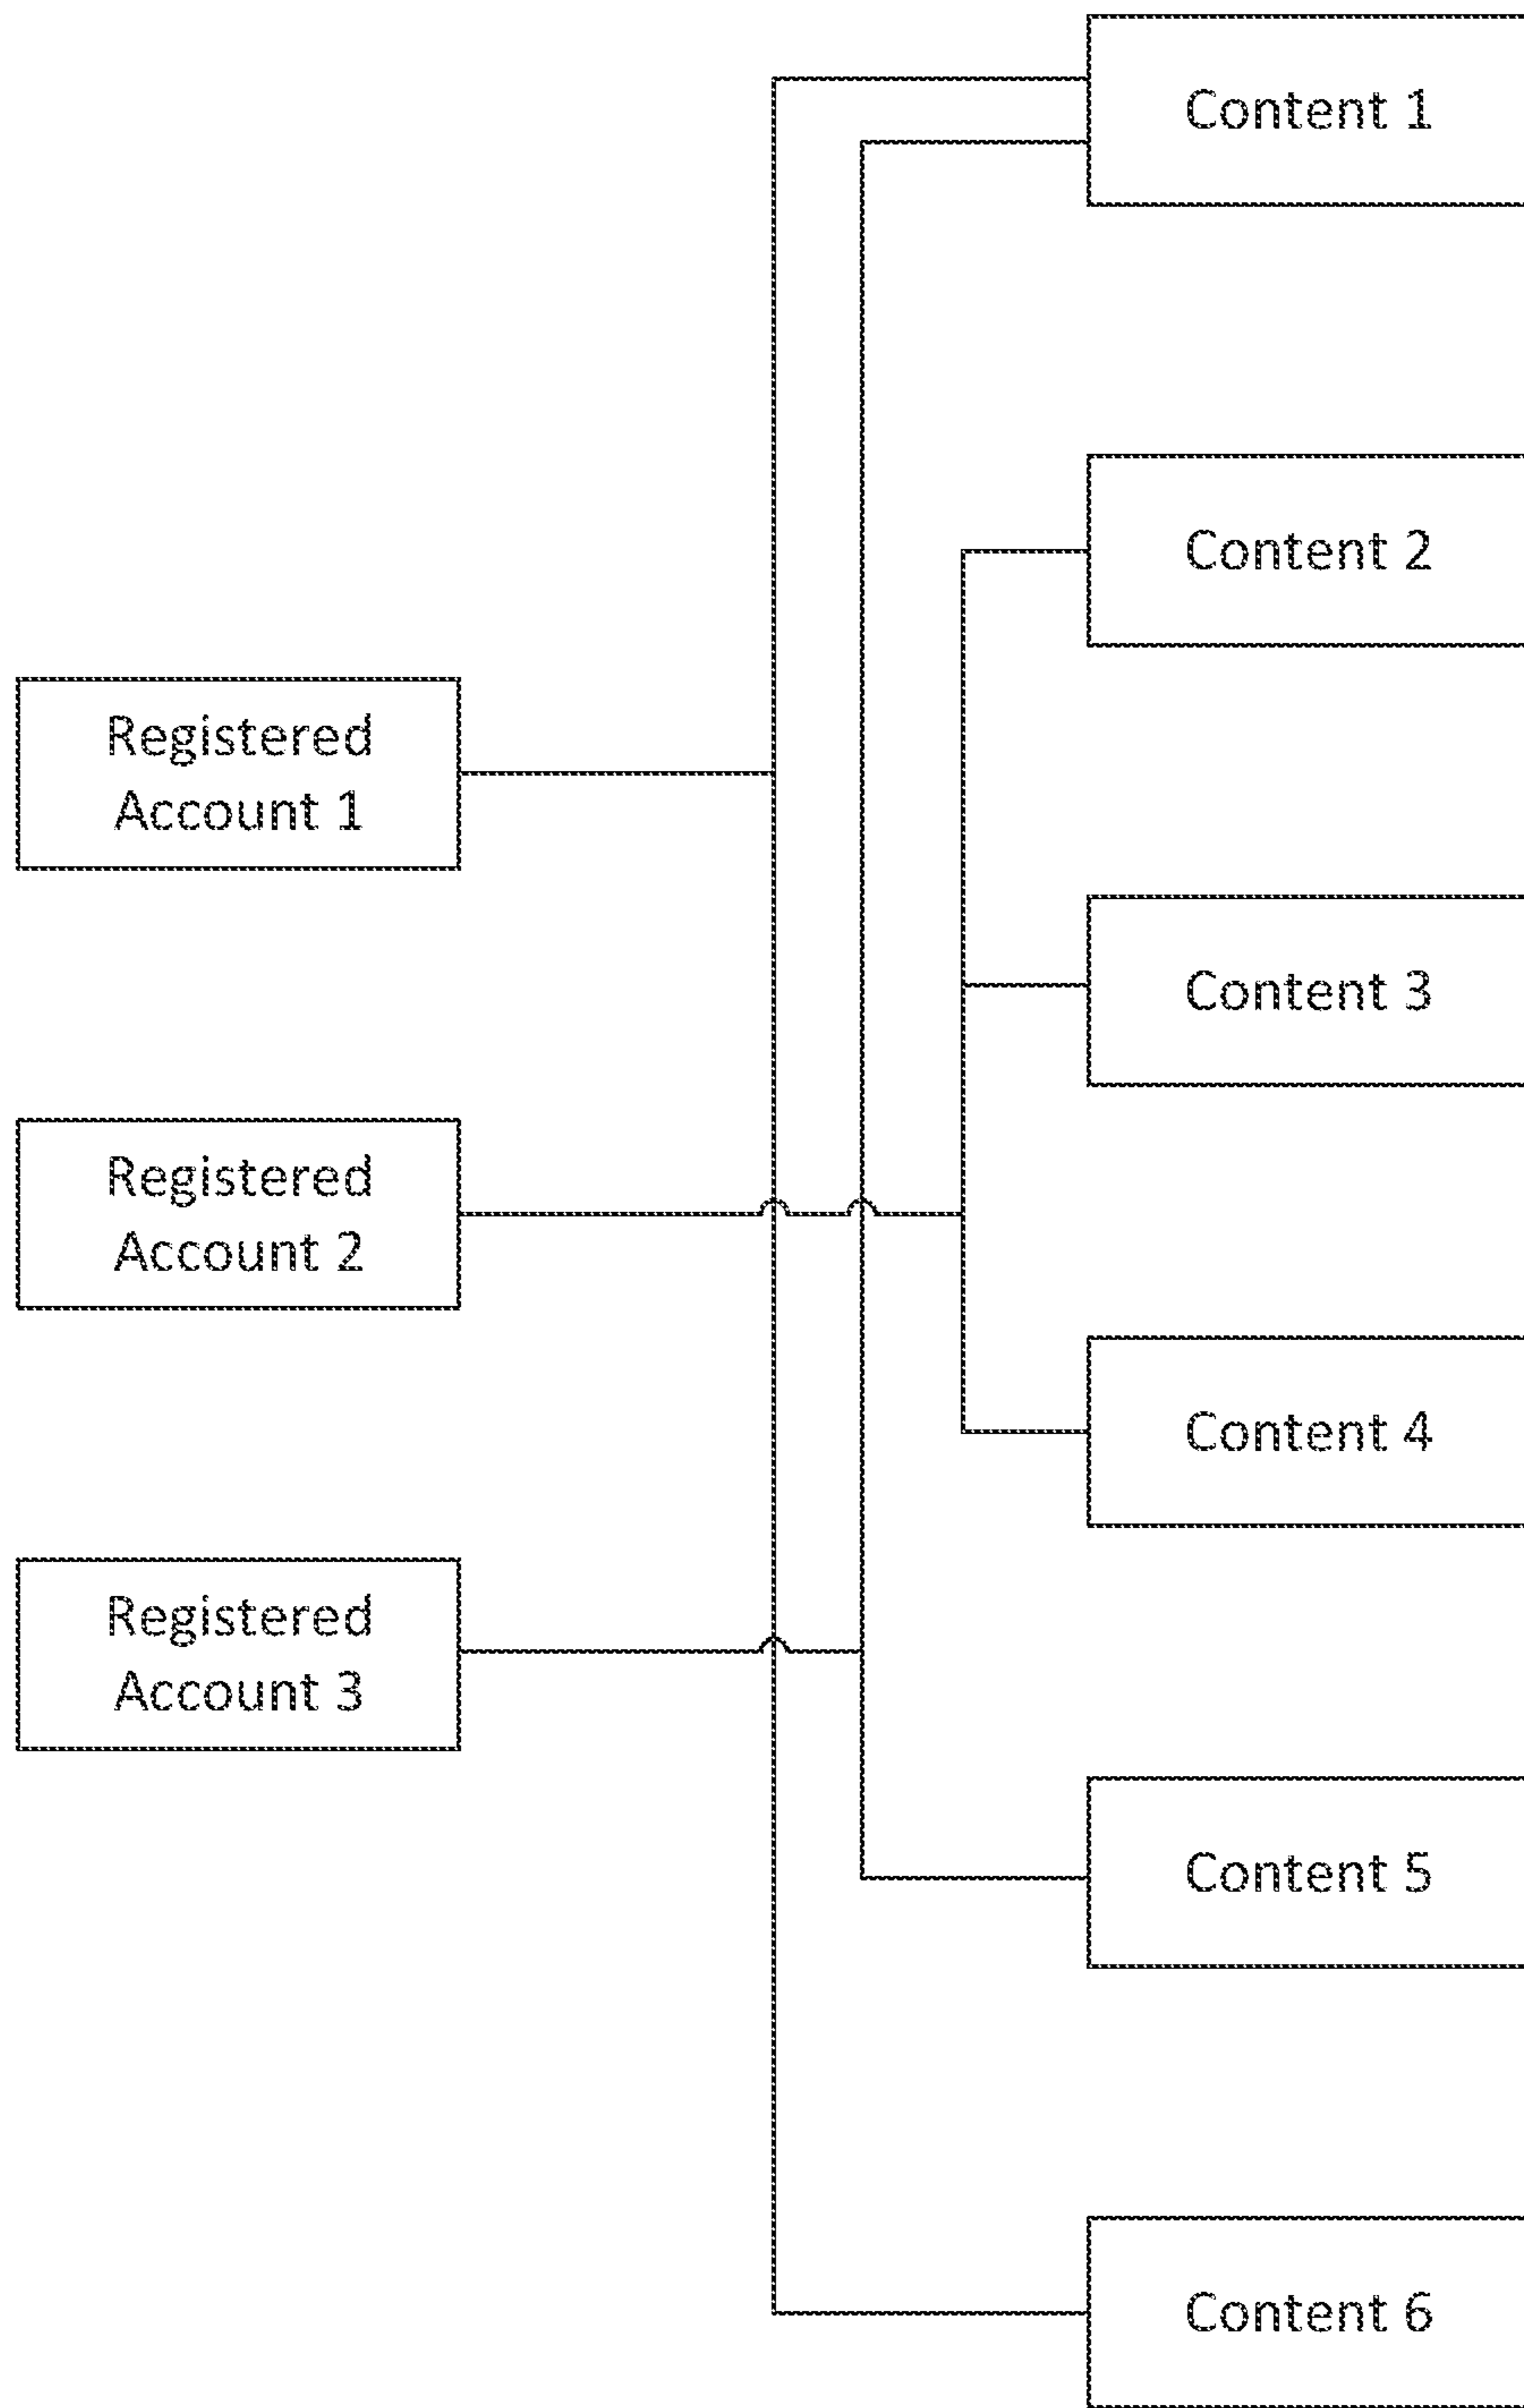 Content 1
Content 2
Registered
Account 1
Content 3
Registered
Account 2
Content 4
Registered
Account 3
Content 5
Content 6